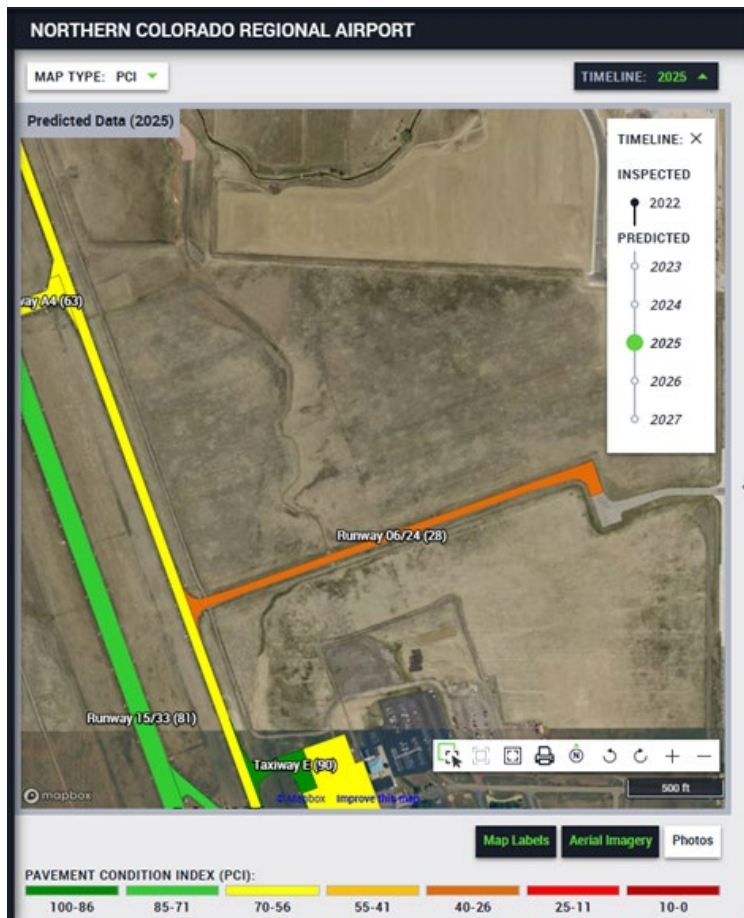 NORTHERN COLORADO REGIONAL AIRPORT
MAP TYPE: PCI
TIMELINE: 2025
Predicted Data (2025)
TIMELINE: ×
INSPECTED
2022
PREDICTED
2023
2024
2025
2026
2027
way A4 (63)
Runway 06/24 (28)
Runway 15/33 (81)
Taxiway E (90)
N
mapbox
© Mapbox Improve this map
500 ft
Map Labels Aerial Imagery Photos
PAVEMENT CONDITION INDEX (PCI):
100-86 85-71 70-56 55-41 40-26 25-11 10-0